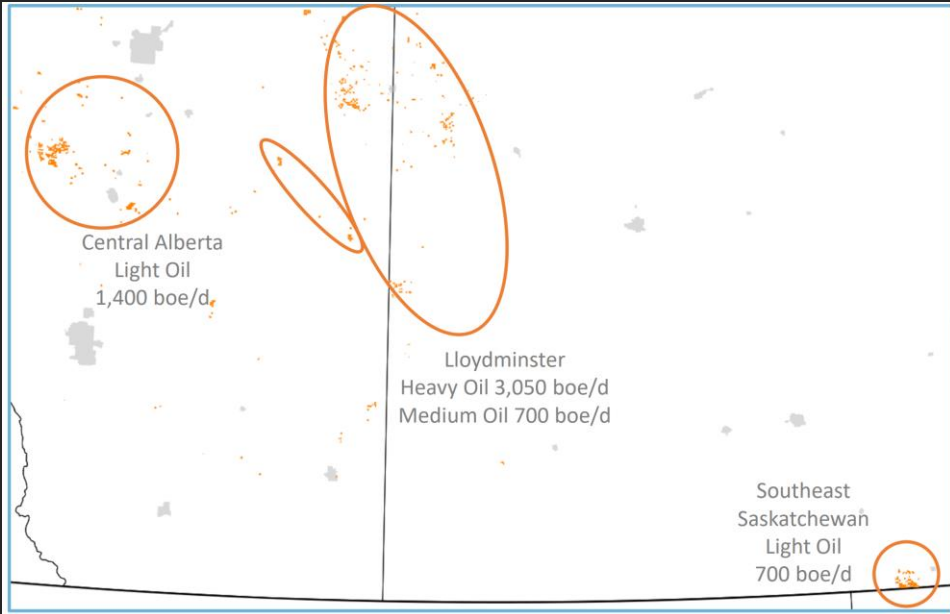 Central Alberta
Light Oil
1,400 boe/d
Lloydminster
Heavy Oil 3,050 boe/d
Medium Oil 700 boe/d
Southeast
Saskatchewan
Light Oil
700 boe/d